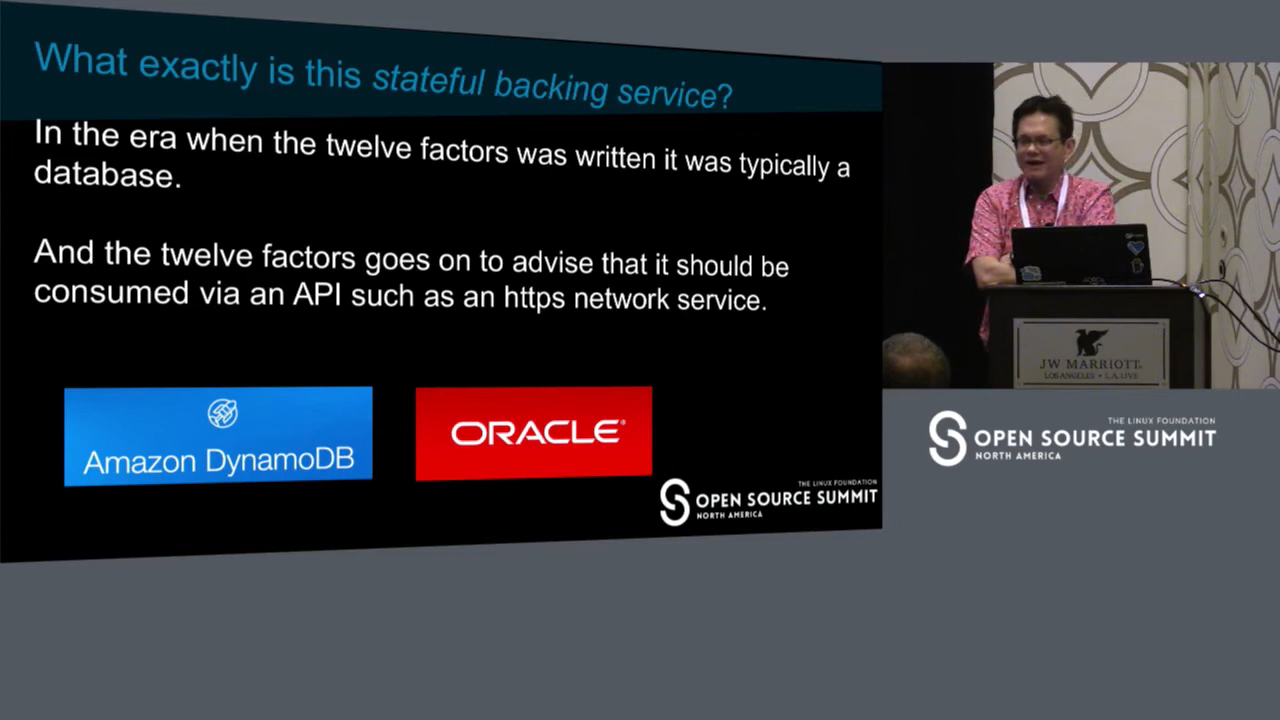 What exactly is this stateful backing service?
In the era when the twelve factors was written it was typically a
database.
And the twelve factors goes on to advise that it should be
consumed via an API such as an https network service.
Amazon DynamoDB
ORACLE®
THE LINUX FOUNDATION
OPEN SOURCE SUMMIT
NORTH AMERICA
JW MARRIOTT
LOS ANGELES • L.A. LIVE
THE LINUX FOUNDATION
OPEN SOURCE SUMMIT
NORTH AMERICA